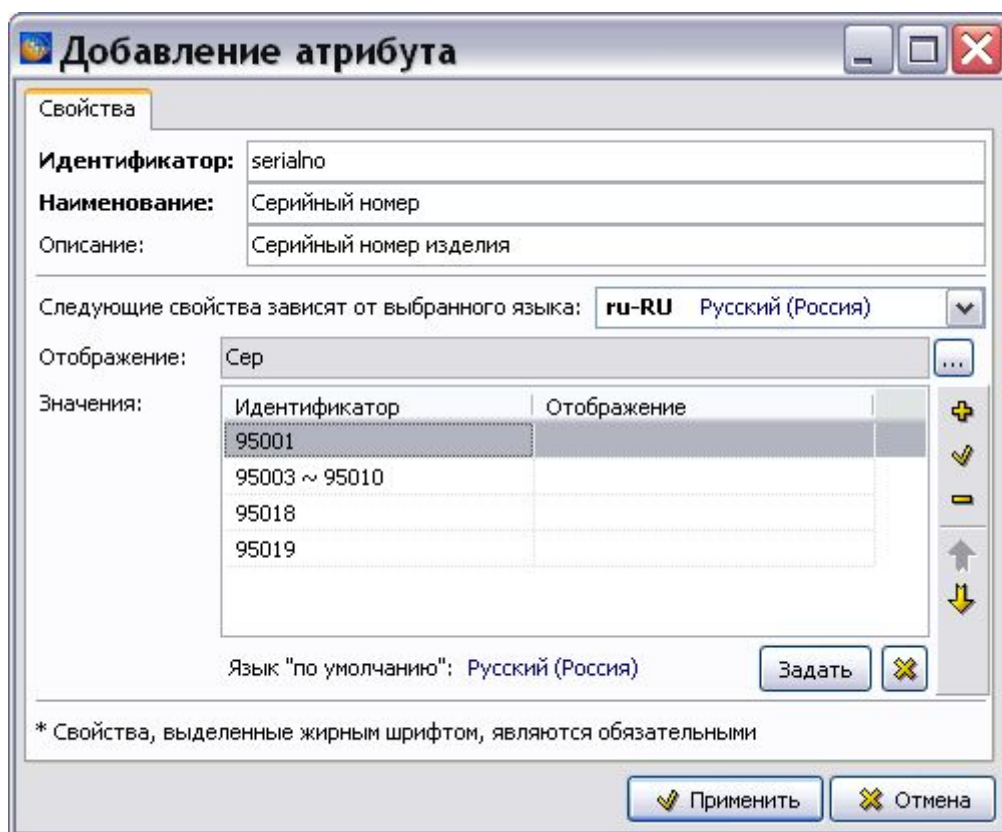 Добавление атрибута
Свойства
Идентификатор: serialno
Наименование: Серийный номер
Описание: Серийный номер изделия
Следующие свойства зависят от выбранного языка: ru-RU Русский (Россия)
Отображение: Сер ...
Значения: Идентификатор Отображение
95001
95003 ~ 95010
95018
95019
Язык "по умолчанию": Русский (Россия) Задать
* Свойства, выделенные жирным шрифтом, являются обязательными
Применить Отмена